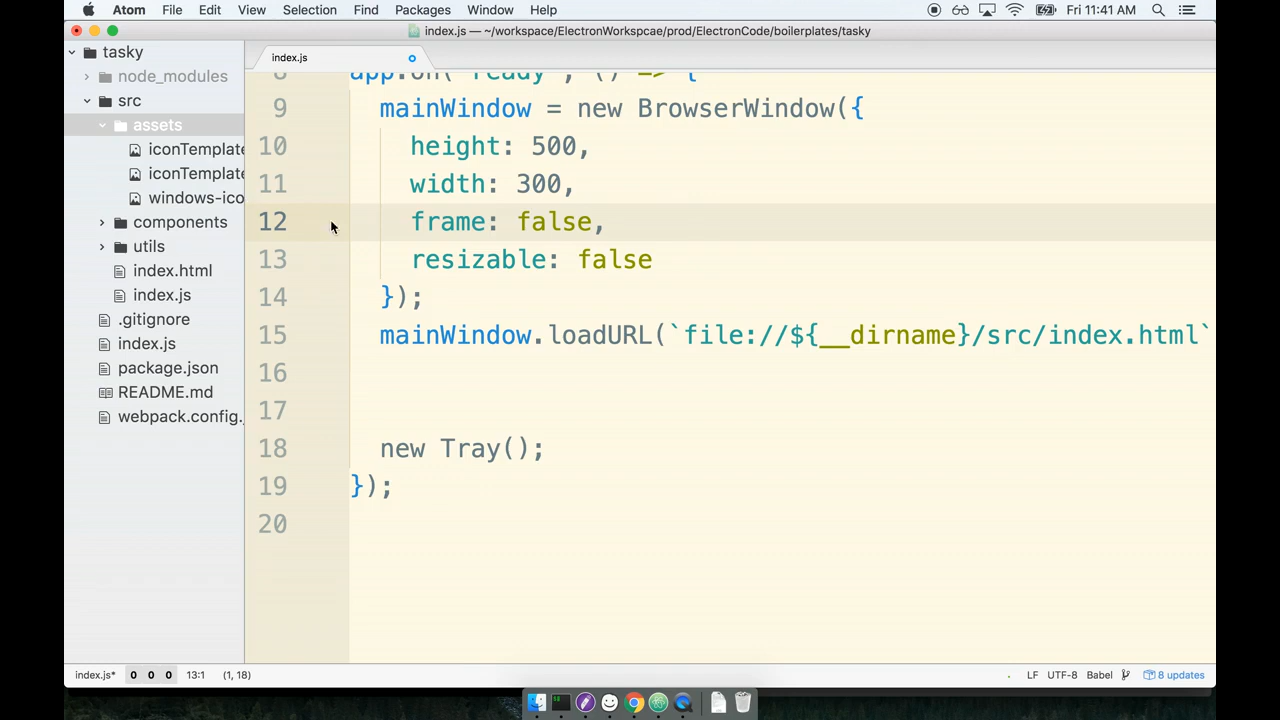 Atom File Edit View Selection Find Packages Window Help Fri 11:41 AM
index.js — ~/workspace/ElectronWorkspcae/prod/ElectronCode/boilerplates/tasky
tasky
node_modules
src
assets
iconTemplate
iconTemplate
windows-ico
components
utils
index.html
index.js
.gitignore
index.js
package.json
README.md
webpack.config.
index.js
8 app.on('ready', () => {
9 mainWindow = new BrowserWindow({
10 height: 500,
11 width: 300,
12 frame: false,
13 resizable: false
14 });
15 mainWindow.loadURL(`file://${__dirname}/src/index.html`
16
17
18 new Tray();
19 });
20
index.js* 0 0 0 13:1 (1, 18) LF UTF-8 Babel 8 updates